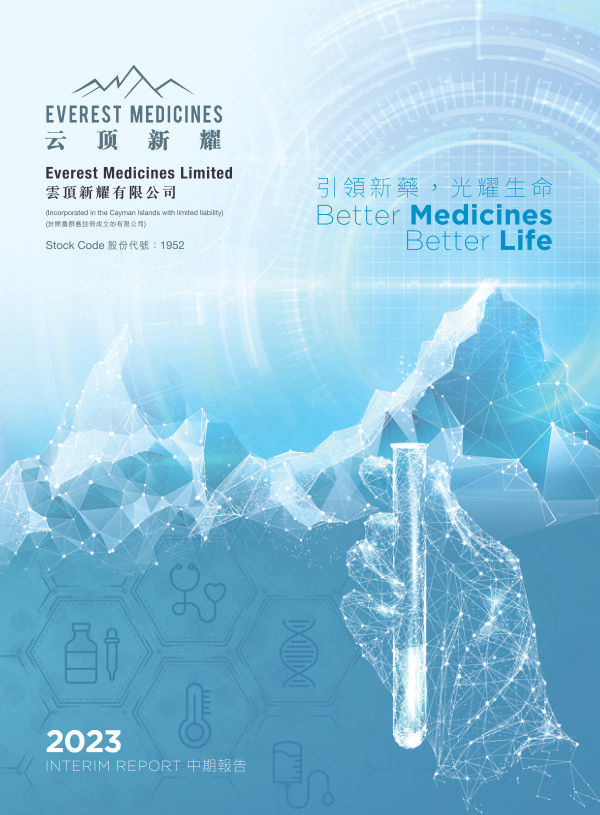 EVEREST MEDICINES
云顶新耀
Everest Medicines Limited
雲頂新耀有限公司
(Incorporated in the Cayman Islands with limited liability)
(於開曼群島註冊成立的有限公司)
Stock Code 股份代號：1952
引領新藥，光耀生命
Better Medicines
Better Life
2023
INTERIM REPORT 中期報告